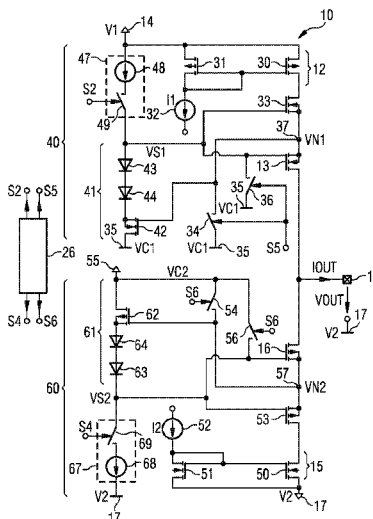 10
V1 14
47
48
S2
49
31
30
12
I1
32
33
40
37
VN1
VS1
43
13
41
44
35
36
VC1
42
34
S2 S5
35
VC1
VC1
35
S5
26
S4 S6
55
VC2
IOUT
1
VOUT
17
V2
S6
54
S6
56
61
62
64
16
63
57
VN2
60
VS2
53
S4
69
I2
52
67
68
51
50
15
V2
17
V2
17